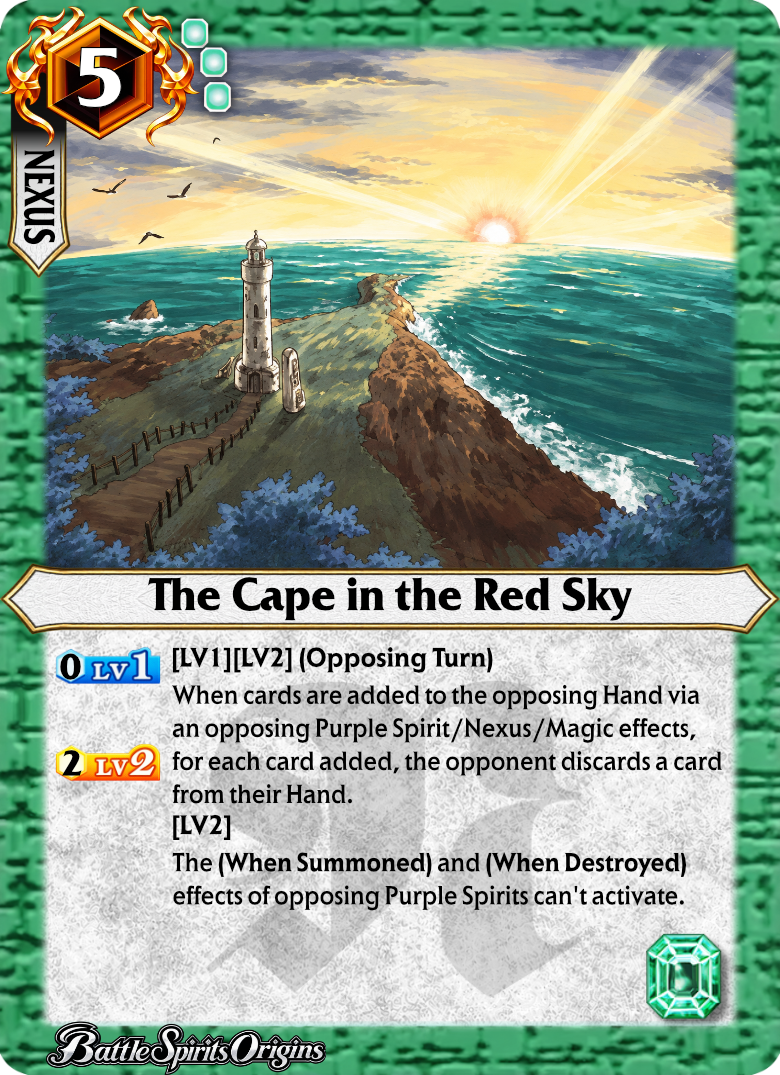 5
NEXUS
The Cape in the Red Sky
0 LV1
[LV1][LV2] (Opposing Turn)
When cards are added to the opposing Hand via
an opposing Purple Spirit/Nexus/Magic effects,
2 LV2
for each card added, the opponent discards a card
from their Hand.
[LV2]
The (When Summoned) and (When Destroyed)
effects of opposing Purple Spirits can't activate.
Battle Spirits Origins